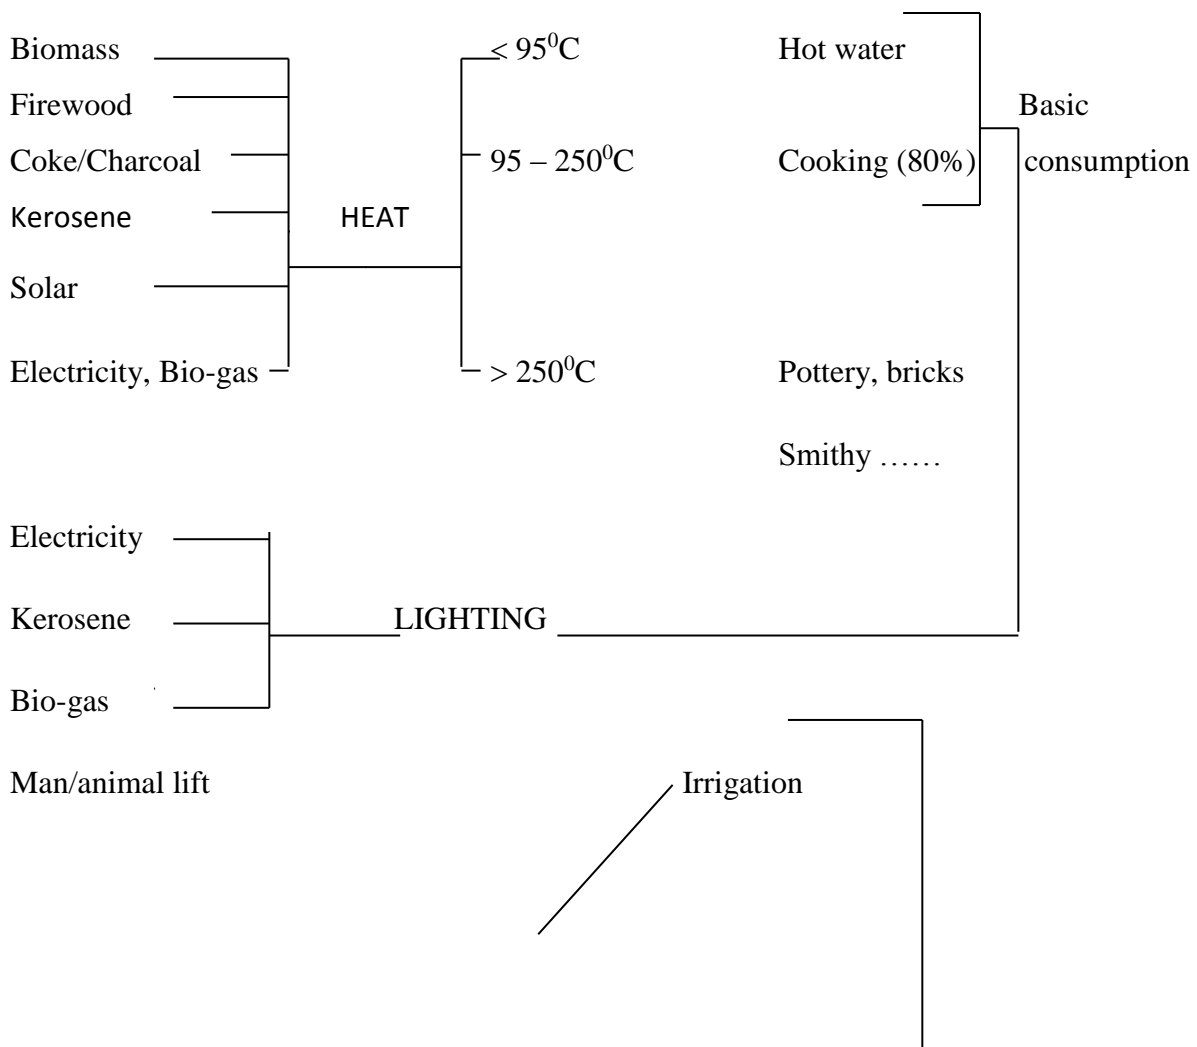 Biomass < 95⁰C Hot water
Firewood Basic
Coke/Charcoal 95 – 250⁰C Cooking (80%) consumption
Kerosene HEAT
Solar
Electricity, Bio-gas > 250⁰C Pottery, bricks
Smithy ……
Electricity
Kerosene LIGHTING
Bio-gas
Man/animal lift Irrigation